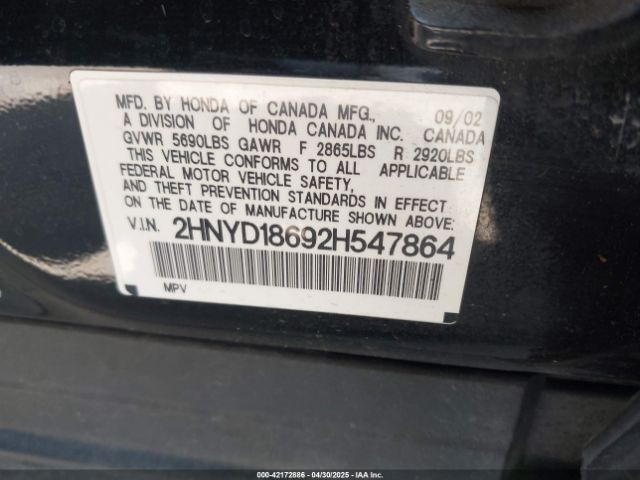 MFD. BY HONDA OF CANADA MFG., 09/02
A DIVISION OF HONDA CANADA INC. CANADA
GVWR 5690LBS GAWR F 2865LBS R 2920LBS
THIS VEHICLE CONFORMS TO ALL APPLICABLE
FEDERAL MOTOR VEHICLE SAFETY,
AND THEFT PREVENTION STANDARDS IN EFFECT
ON THE DATE OF MANUFACTURE SHOWN ABOVE.
V.I.N. 2HNYD18692H547864
MPV
000-42172886 - 04/30/2025 - IAA Inc.